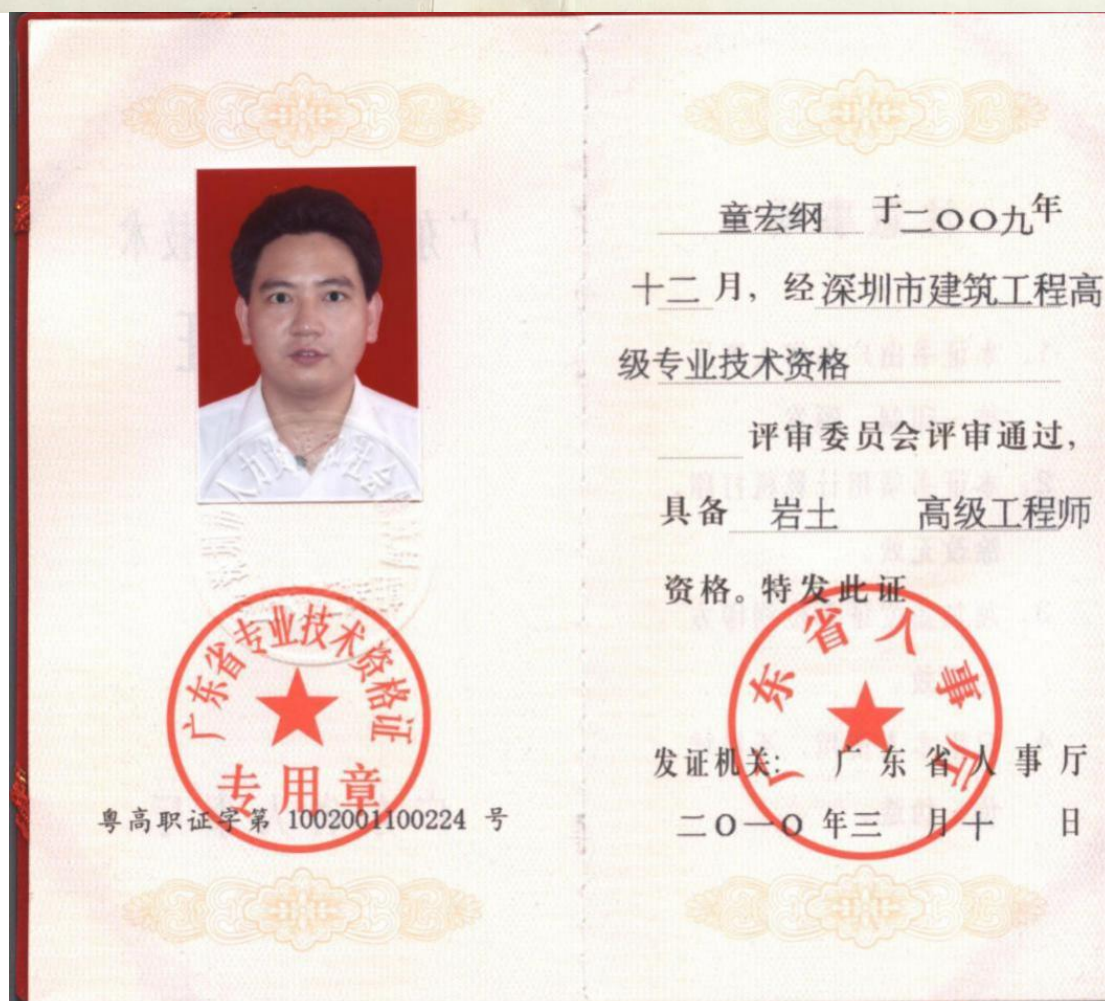 广东省专业技术资格证
专用章
粤高职证字第 1002001100224 号
童宏纲 于二〇〇九年
十二月，经深圳市建筑工程高
级专业技术资格
评审委员会评审通过，
具备 岩土 高级工程师
资格。特发此证
广东省人事厅
发证机关： 广东省人事厅
二〇一〇年三月十日